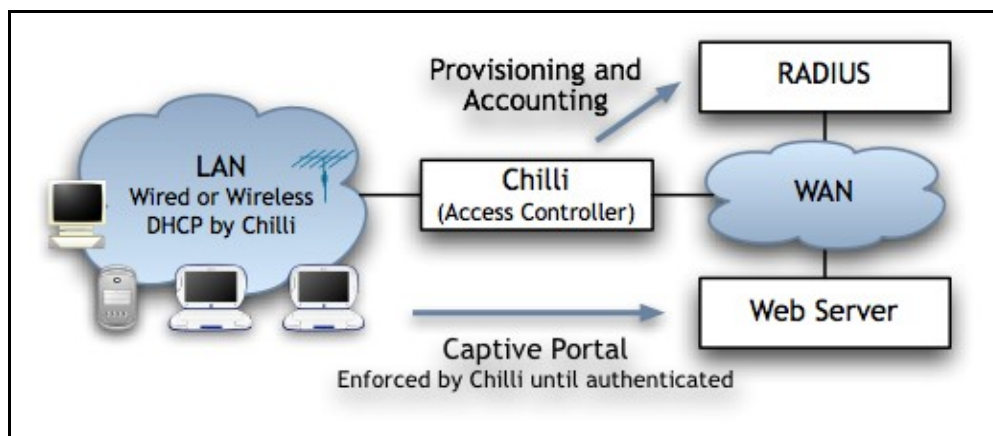 Provisioning and
Accounting
RADIUS
LAN
Wired or Wireless
DHCP by Chilli
Chilli
(Access Controller)
WAN
Web Server
Captive Portal
Enforced by Chilli until authenticated